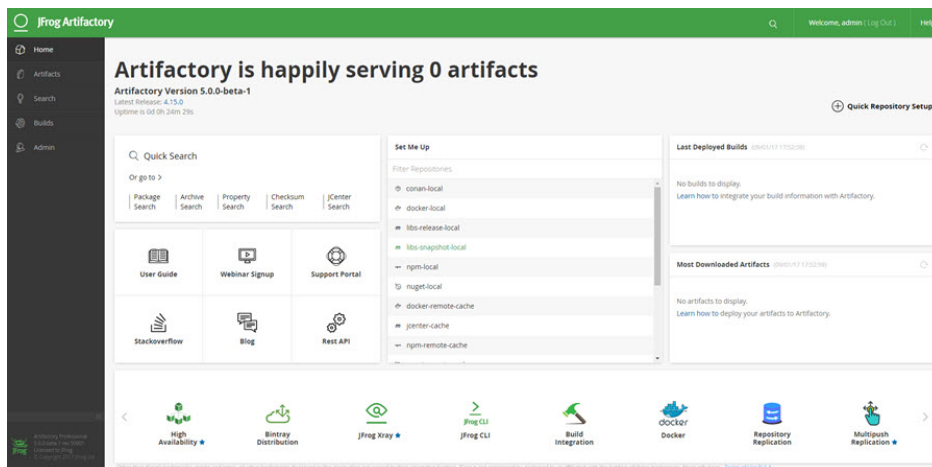 JFrog Artifactory
Welcome, admin (Log Out)
Help
Home
Artifacts
Search
Builds
Admin
Artifactory is happily serving 0 artifacts
Artifactory Version 5.0.0-beta-1
Latest Release: 4.15.0
Uptime is 0d 0h 24m 29s
Quick Repository Setup
Quick Search
Or go to >
Package Search
Archive Search
Property Search
Checksum Search
JCenter Search
User Guide
Webinar Signup
Support Portal
Stackoverflow
Blog
Rest API
Set Me Up
Filter Repositories
conan-local
docker-local
libs-release-local
libs-snapshot-local
npm-local
nuget-local
docker-remote-cache
jcenter-cache
npm-remote-cache
Last Deployed Builds
No builds to display.
Learn how to integrate your build information with Artifactory.
Most Downloaded Artifacts
No artifacts to display.
Learn how to deploy your artifacts to Artifactory.
High Availability
Bintray Distribution
JFrog Xray
JFrog CLI
JFrog CLI
Build Integration
docker
Docker
Repository Replication
Multipush Replication
JFrog
Artifactory Professional
Licensed to JFrog